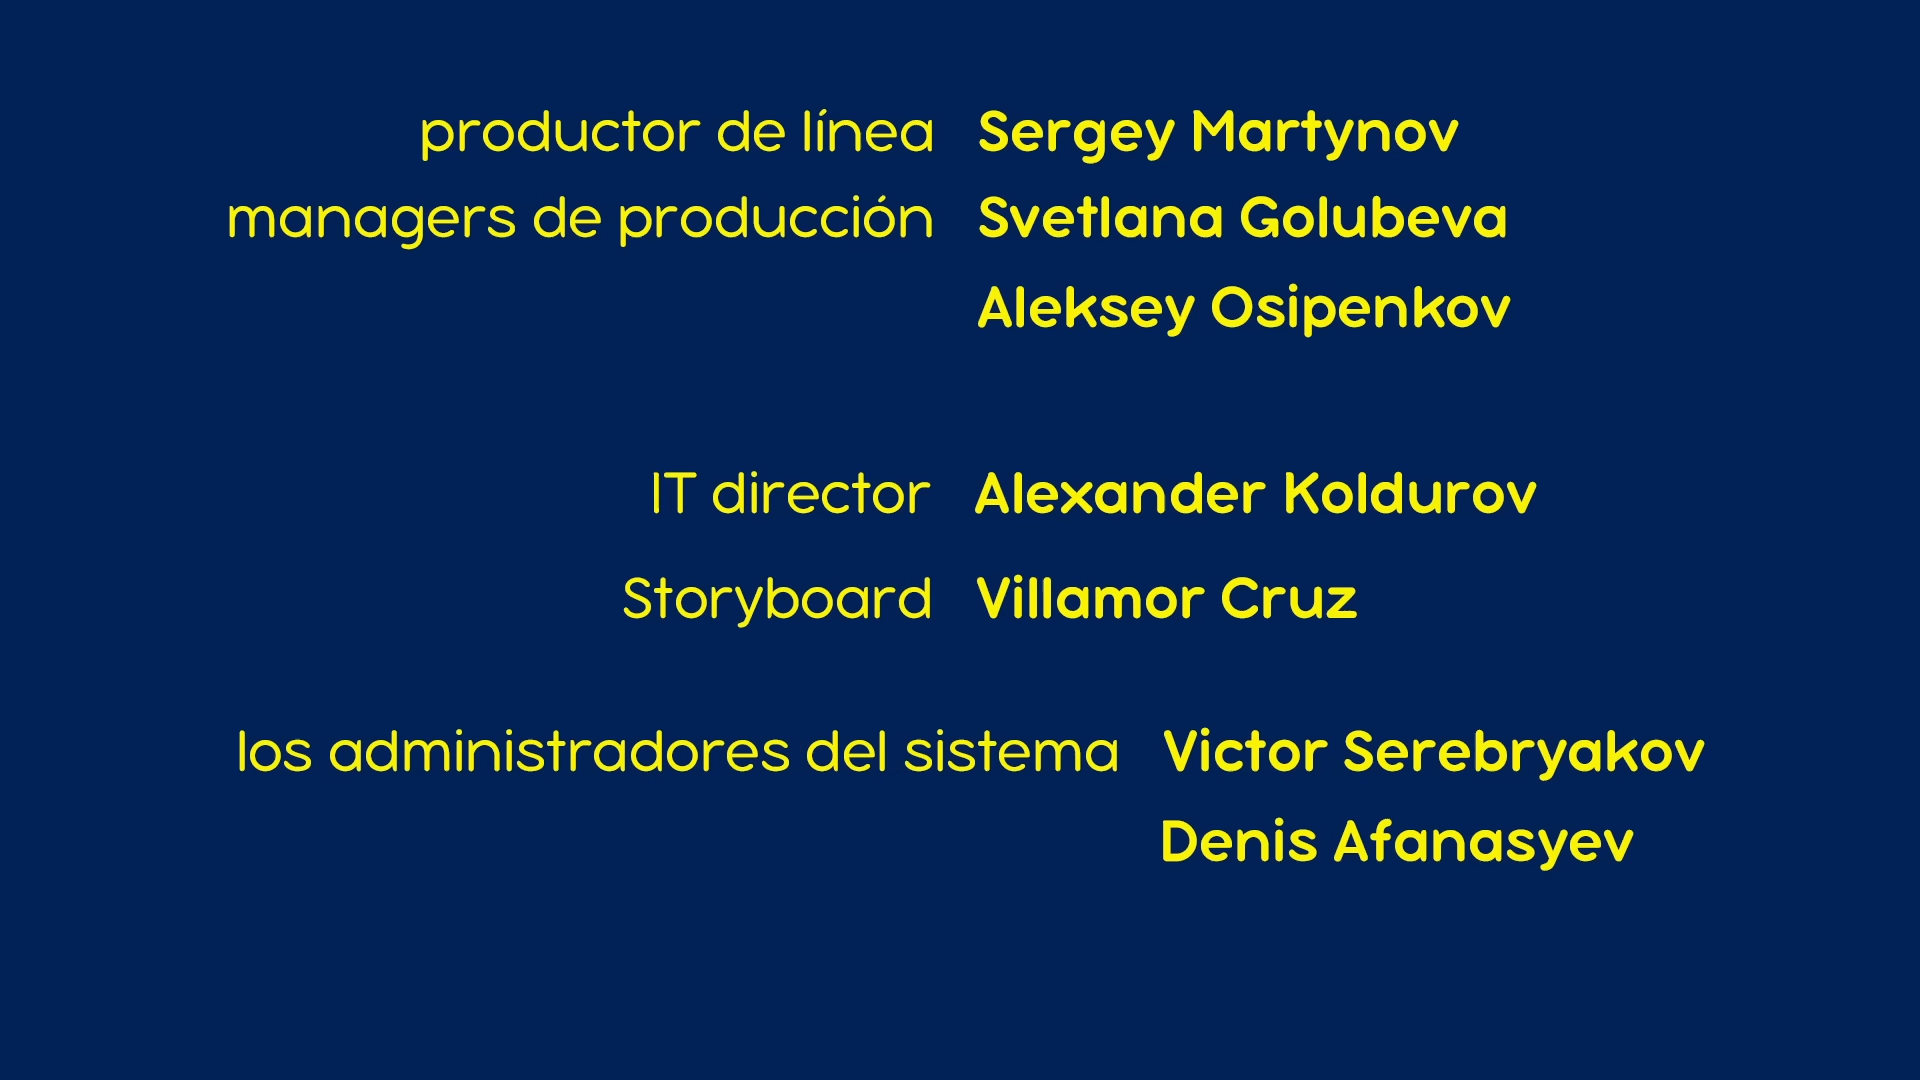 productor de línea Sergey Martynov
managers de producción Svetlana Golubeva
Aleksey Osipenkov
IT director Alexander Koldurov
Storyboard Villamor Cruz
los administradores del sistema Victor Serebryakov
Denis Afanasyev